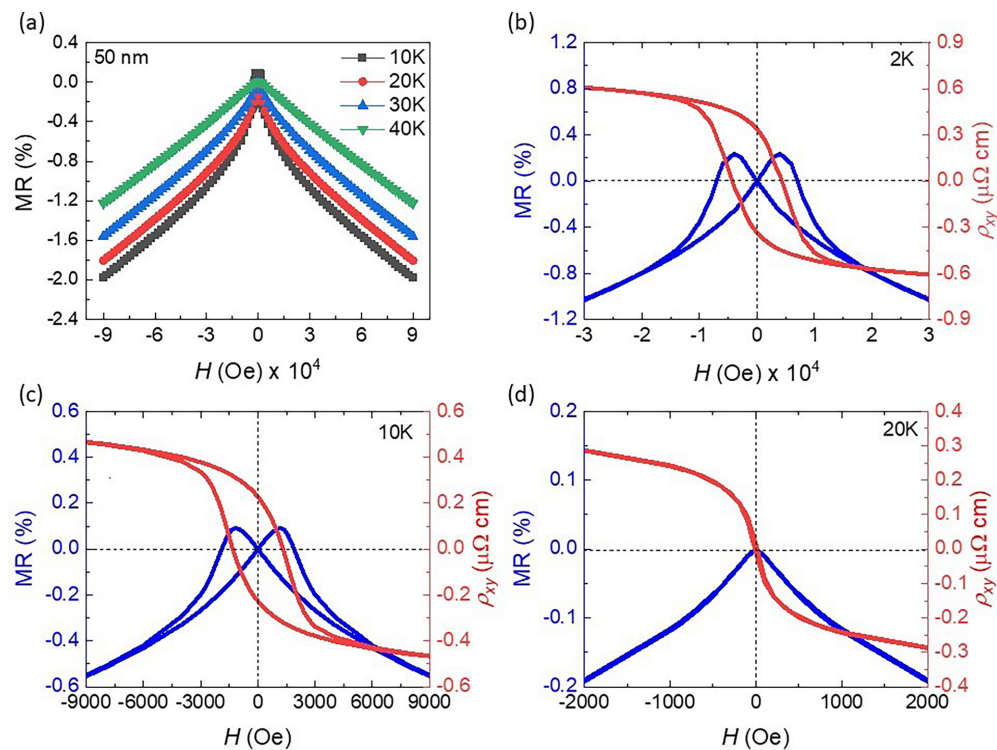 (a)
50 nm
10K
20K
30K
40K
0.4
0.0
-0.4
-0.8
-1.2
-1.6
-2.0
-2.4
MR (%)
-9 -6 -3 0 3 6 9
H (Oe) x 10⁴
(b)
2K
1.2
0.8
0.4
0.0
-0.4
-0.8
-1.2
MR (%)
0.9
0.6
0.3
0.0
-0.3
-0.6
-0.9
ρxy (μΩ cm)
-3 -2 -1 0 1 2 3
H (Oe) x 10⁴
(c)
10K
0.6
0.4
0.2
0.0
-0.2
-0.4
-0.6
MR (%)
0.6
0.4
0.2
0.0
-0.2
-0.4
-0.6
ρxy (μΩ cm)
-9000 -6000 -3000 0 3000 6000 9000
H (Oe)
(d)
20K
0.2
0.1
0.0
-0.1
-0.2
MR (%)
0.4
0.3
0.2
0.1
0.0
-0.1
-0.2
-0.3
-0.4
ρxy (μΩ cm)
-2000 -1000 0 1000 2000
H (Oe)